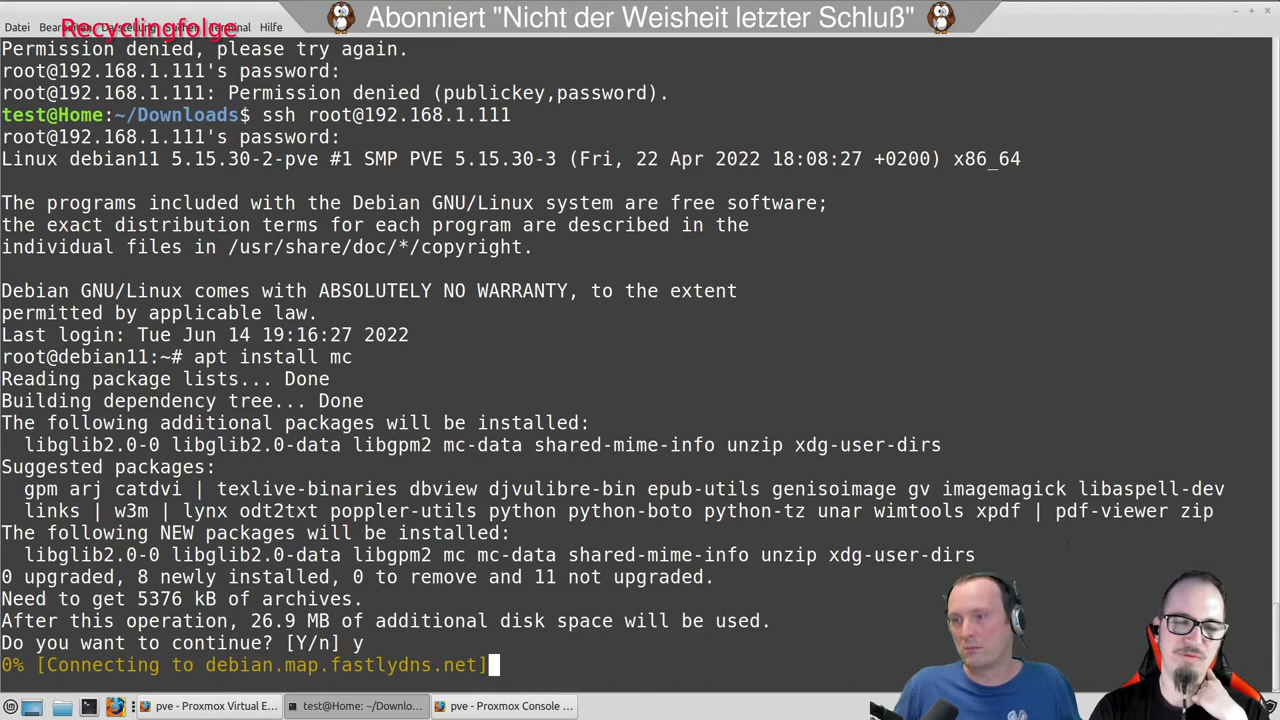 Abonniert "Nicht der Weisheit letzter Schluß"
Recyclingfolge
Datei Bearbeiten Darstellung Suchen Terminal Hilfe
Permission denied, please try again.
root@192.168.1.111's password:
root@192.168.1.111: Permission denied (publickey,password).
test@Home:~/Downloads$ ssh root@192.168.1.111
root@192.168.1.111's password:
Linux debian11 5.15.30-2-pve #1 SMP PVE 5.15.30-3 (Fri, 22 Apr 2022 18:08:27 +0200) x86_64
The programs included with the Debian GNU/Linux system are free software;
the exact distribution terms for each program are described in the
individual files in /usr/share/doc/*/copyright.
Debian GNU/Linux comes with ABSOLUTELY NO WARRANTY, to the extent
permitted by applicable law.
Last login: Tue Jun 14 19:16:27 2022
root@debian11:~# apt install mc
Reading package lists... Done
Building dependency tree... Done
The following additional packages will be installed:
libglib2.0-0 libglib2.0-data libgpm2 mc-data shared-mime-info unzip xdg-user-dirs
Suggested packages:
gpm arj catdvi | texlive-binaries dbview djvulibre-bin epub-utils genisoimage gv imagemagick libaspell-dev
links | w3m | lynx odt2txt poppler-utils python python-boto python-tz unar wimtools xpdf | pdf-viewer zip
The following NEW packages will be installed:
libglib2.0-0 libglib2.0-data libgpm2 mc mc-data shared-mime-info unzip xdg-user-dirs
0 upgraded, 8 newly installed, 0 to remove and 11 not upgraded.
Need to get 5376 kB of archives.
After this operation, 26.9 MB of additional disk space will be used.
Do you want to continue? [Y/n] y
0% [Connecting to debian.map.fastlydns.net]
pve - Proxmox Virtual E... test@Home: ~/Downlo... pve - Proxmox Console ...